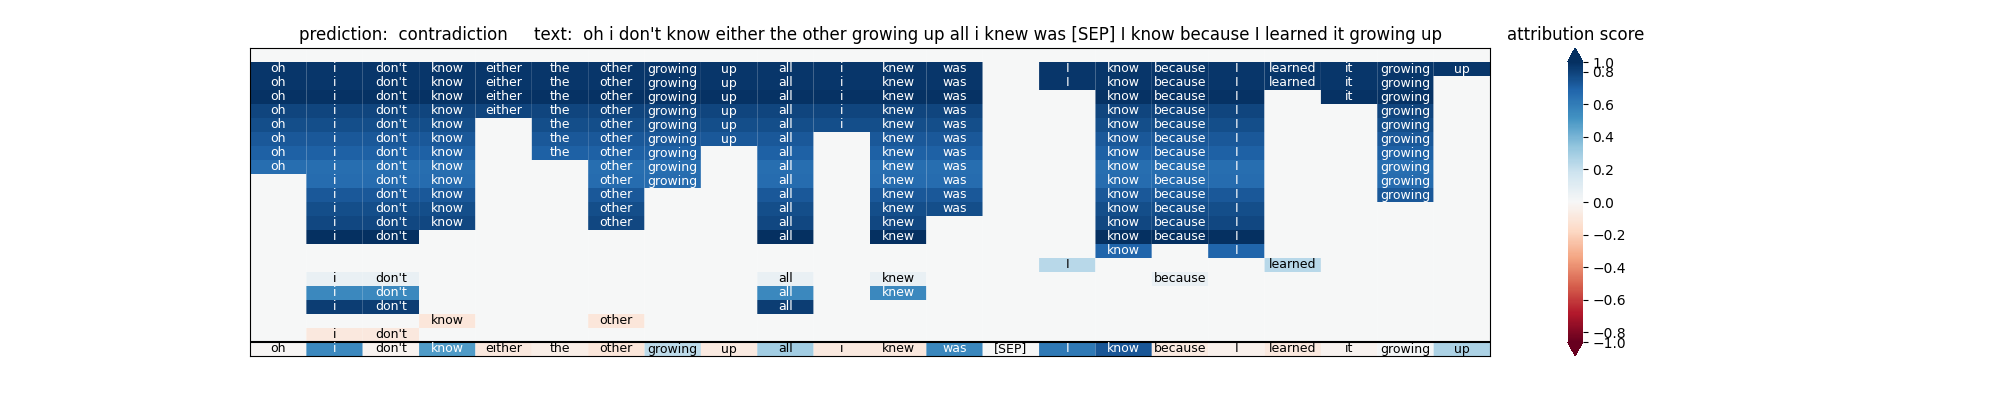 prediction:  contradiction     text:  oh i don't know either the other growing up all i knew was [SEP] I know because I learned it growing up
attribution score
oh i don't know either the other growing up all i knew was I know because I learned it growing up
oh i don't know either the other growing up all i knew was I know because I learned it growing
oh i don't know either the other growing up all i knew was know because I it growing
oh i don't know either the other growing up all i knew was know because I growing
oh i don't know the other growing up all i knew was know because I growing
oh i don't know the other growing up all knew was know because I growing
oh i don't know the other growing all knew was know because I growing
oh i don't know other growing all knew was know because I growing
i don't know other growing all knew was know because I growing
i don't know other all knew was know because I growing
i don't know other all knew was know because I
i don't know other all knew know because I
i don't all knew know because I
know I
I learned
i don't all knew because
i don't all knew
i don't all
know other
i don't
oh i don't know either the other growing up all i knew was [SEP] I know because I learned it growing up
1.0
0.8
0.6
0.4
0.2
0.0
−0.2
−0.4
−0.6
−0.8
−1.0